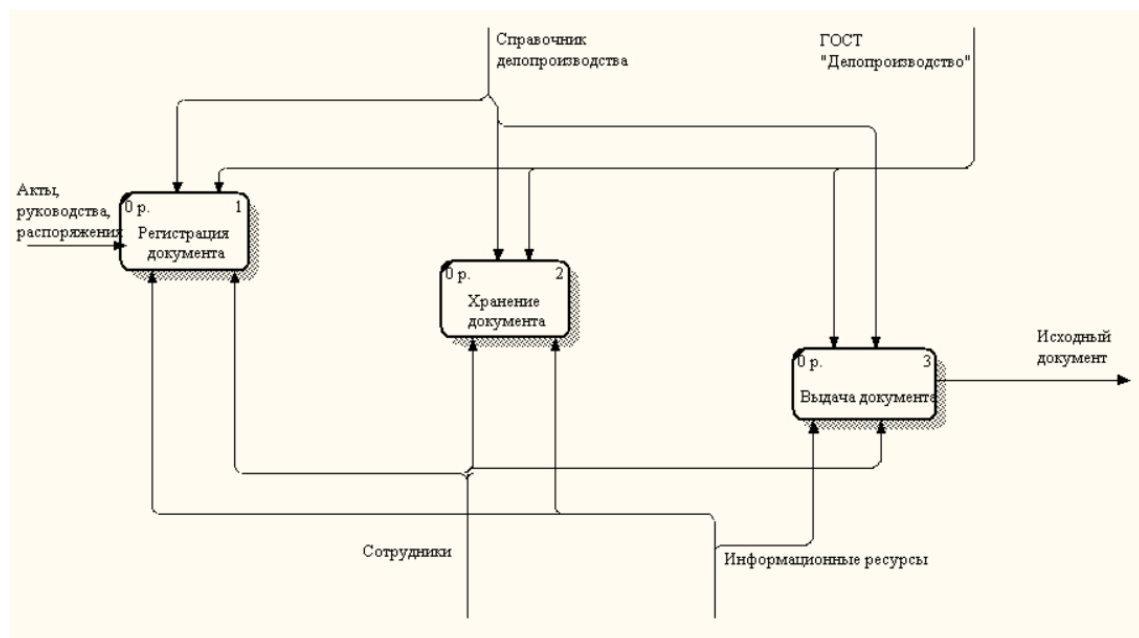 Справочник
делопроизводства
ГОСТ
"Делопроизводство"
Акты,
руководства,
распоряжения
0 р. 1
Регистрация
документа
0 р. 2
Хранение
документа
0 р. 3
Выдача документа
Исходный
документ
Сотрудники
Информационные ресурсы